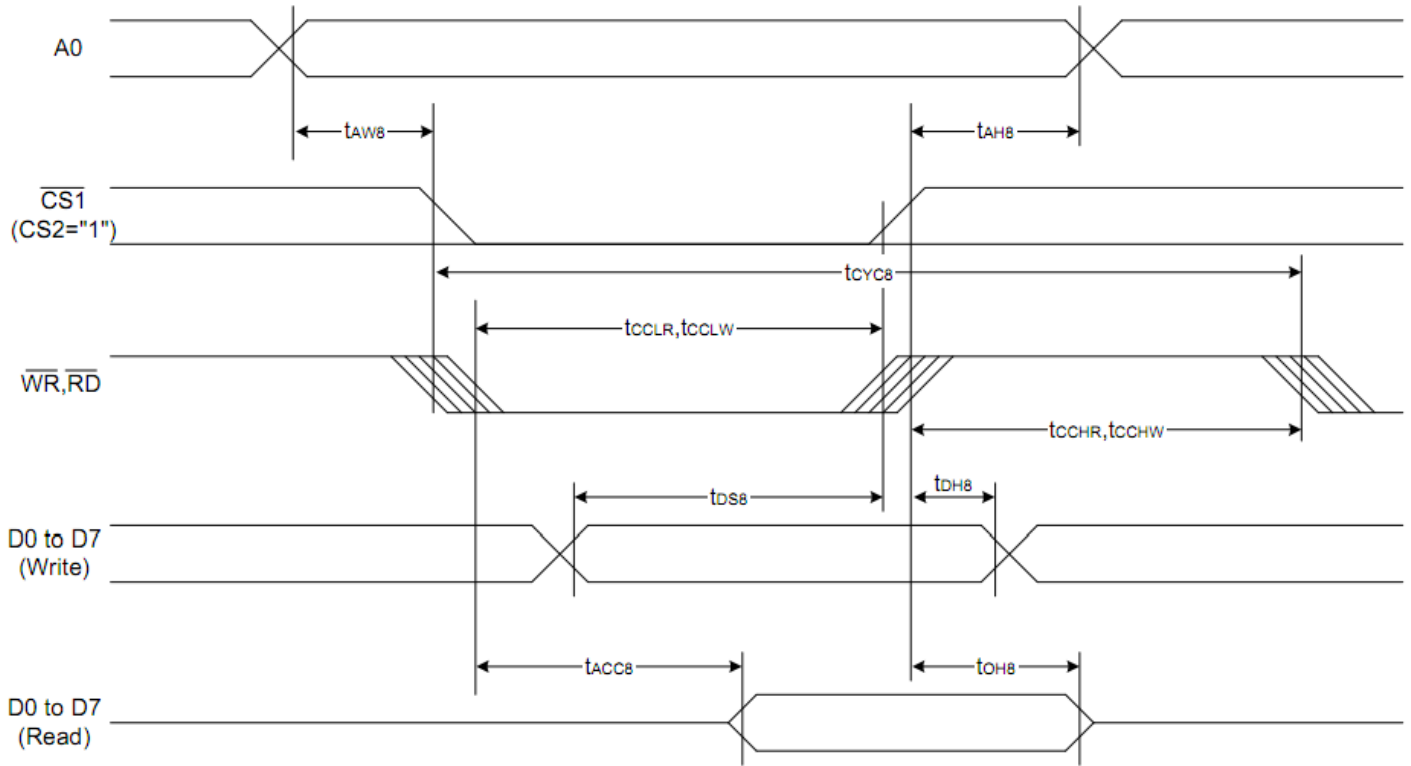 A0
tAW8
tAH8
CS1
(CS2="1")
tCYC8
tCCLR,tCCLW
WR,RD
tCCHR,tCCHW
tDS8
tDH8
D0 to D7
(Write)
tACC8
tOH8
D0 to D7
(Read)